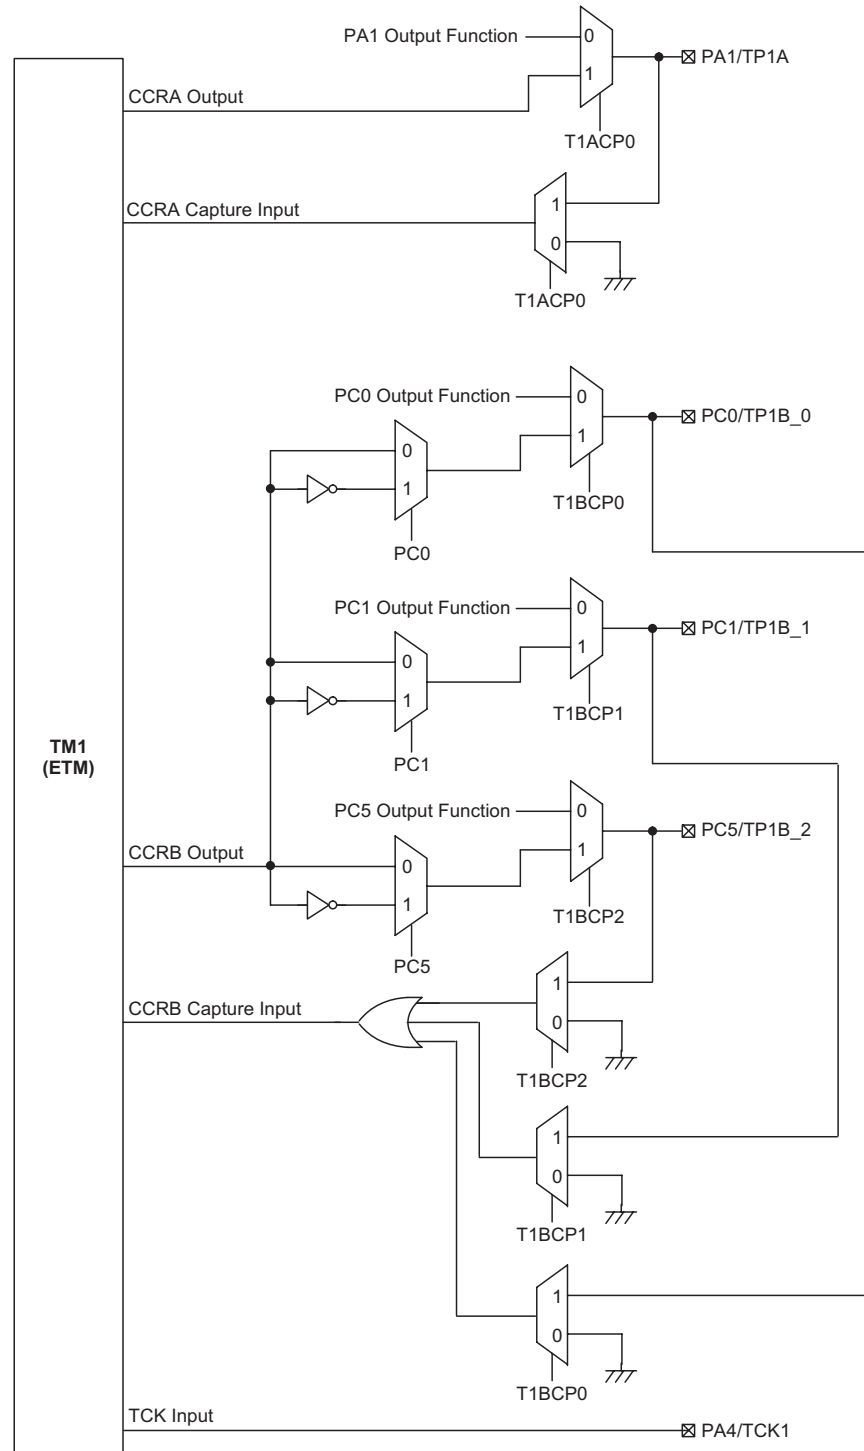 PA1 Output Function
0
1
PA1/TP1A
CCRA Output
T1ACP0
CCRA Capture Input
1
0
T1ACP0
PC0 Output Function
0
1
PC0/TP1B_0
0
1
T1BCP0
PC0
PC1 Output Function
0
1
PC1/TP1B_1
0
1
T1BCP1
PC1
TM1
(ETM)
PC5 Output Function
0
1
PC5/TP1B_2
CCRB Output
0
1
T1BCP2
PC5
CCRB Capture Input
1
0
T1BCP2
1
0
T1BCP1
1
0
T1BCP0
TCK Input
PA4/TCK1